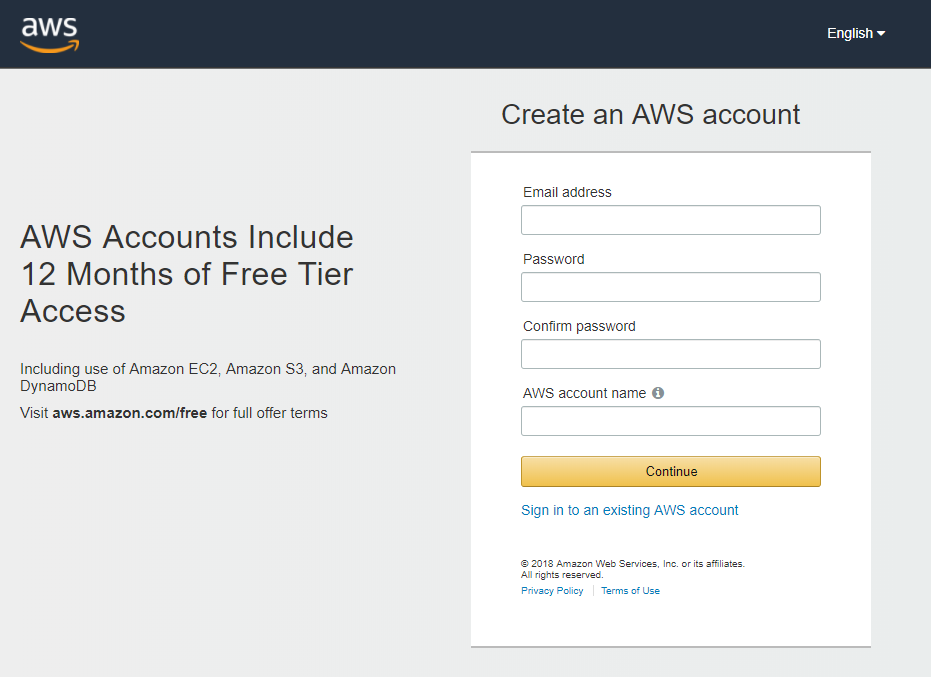 aws
English
Create an AWS account
AWS Accounts Include
12 Months of Free Tier
Access
Including use of Amazon EC2, Amazon S3, and Amazon
DynamoDB
Visit aws.amazon.com/free for full offer terms
Email address
Password
Confirm password
AWS account name
Continue
Sign in to an existing AWS account
© 2018 Amazon Web Services, Inc. or its affiliates.
All rights reserved.
Privacy Policy | Terms of Use